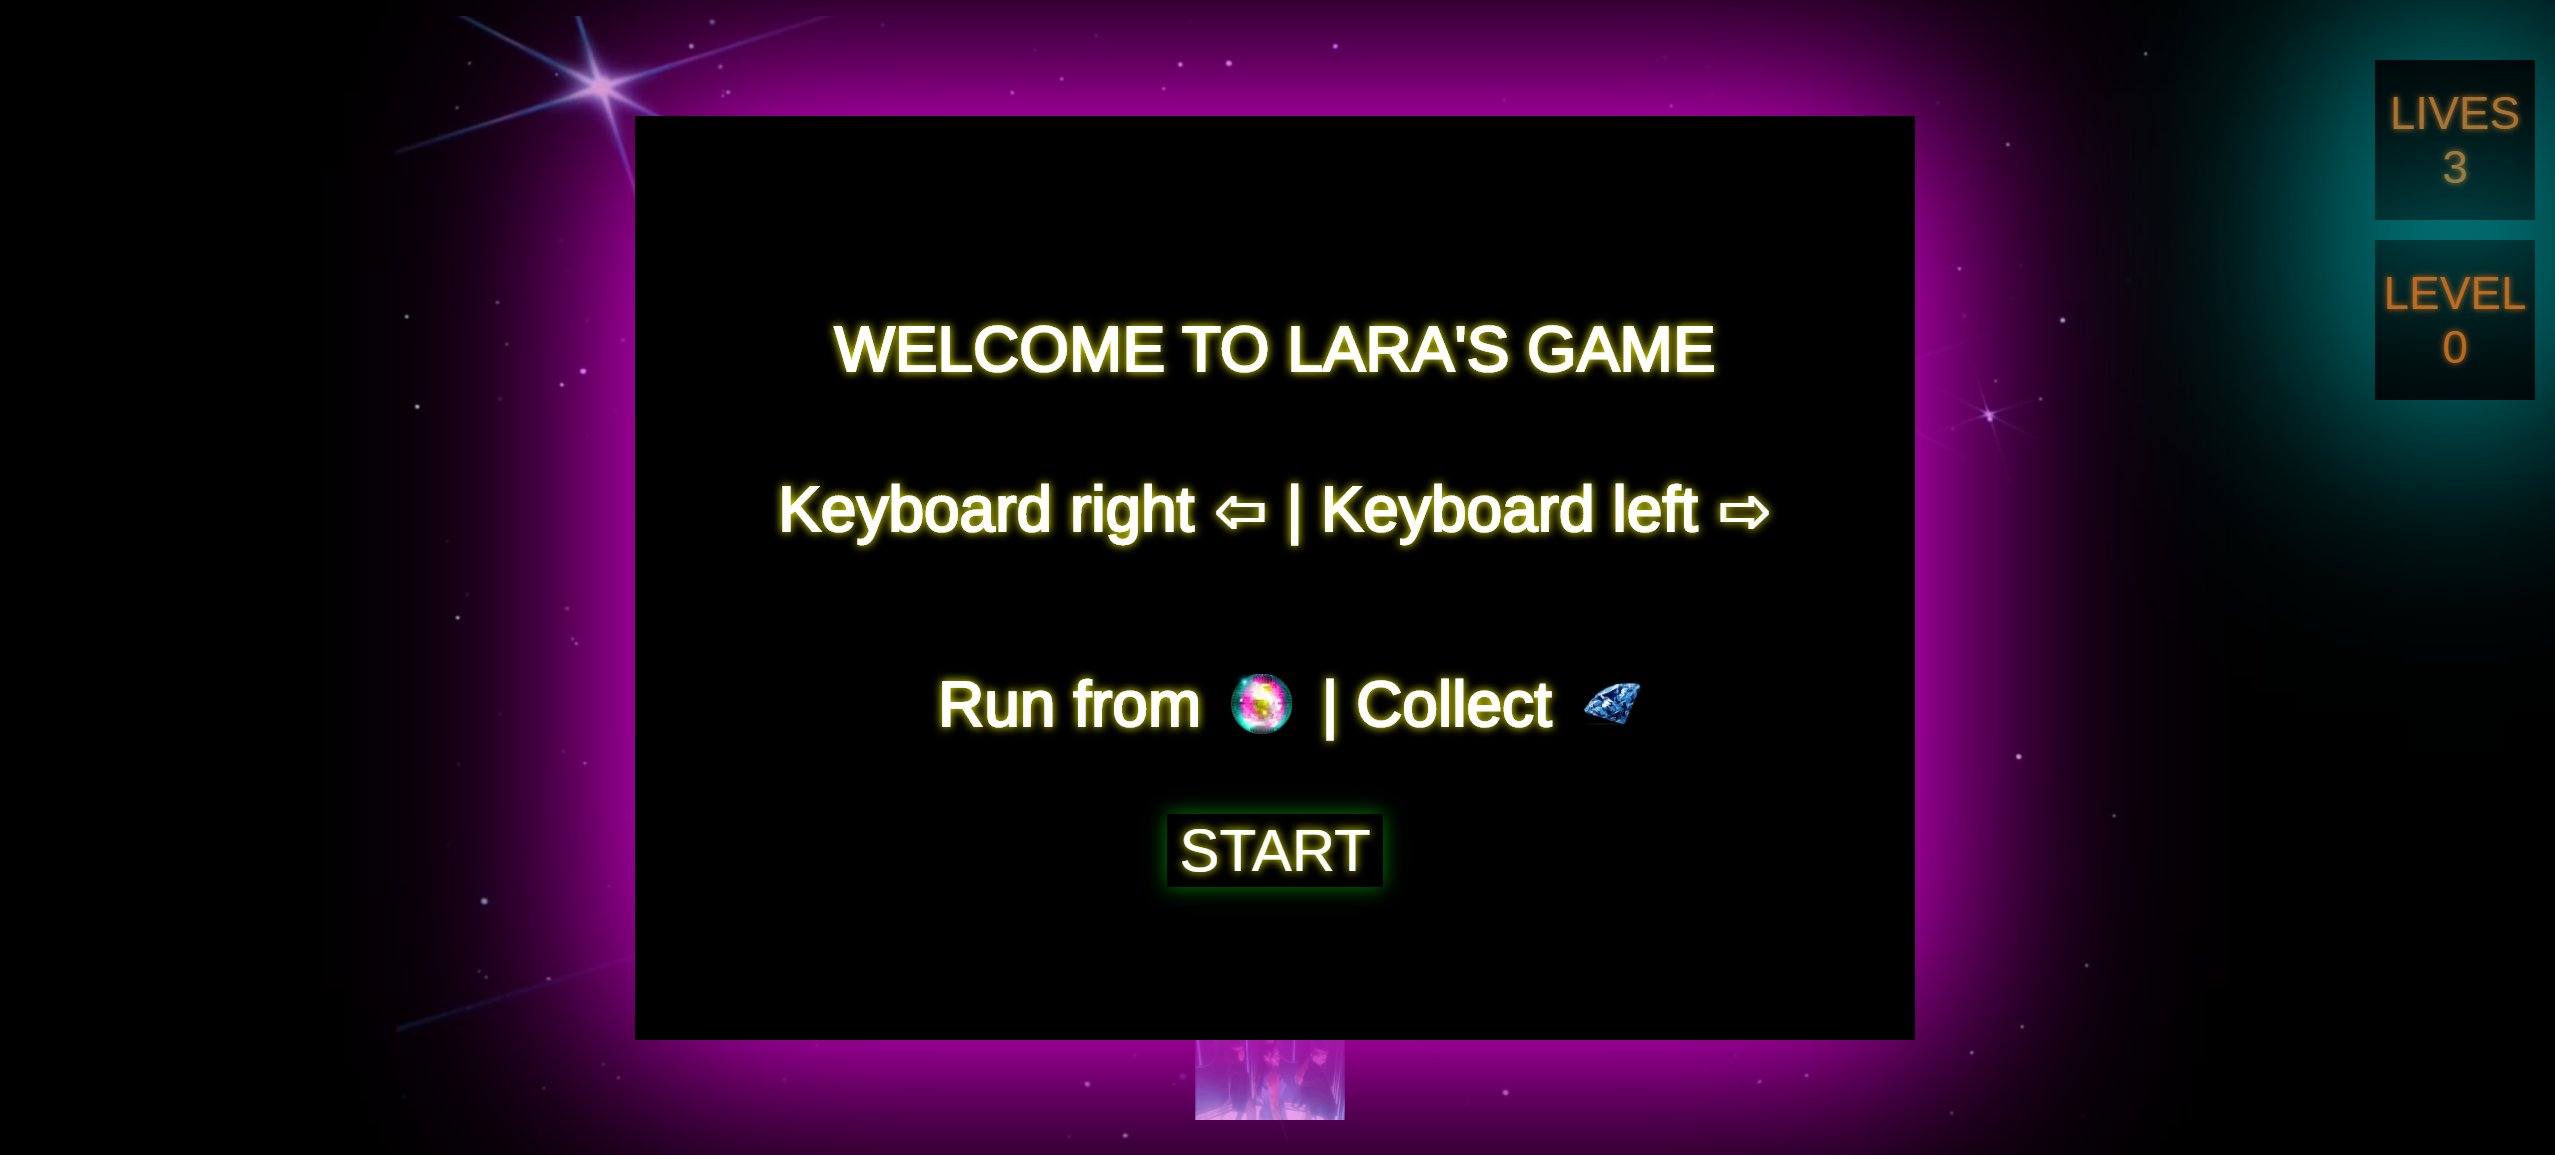 WELCOME TO LARA'S GAME
Keyboard right ⇦ | Keyboard left ⇨
Run from | Collect
START
LIVES
3
LEVEL
0